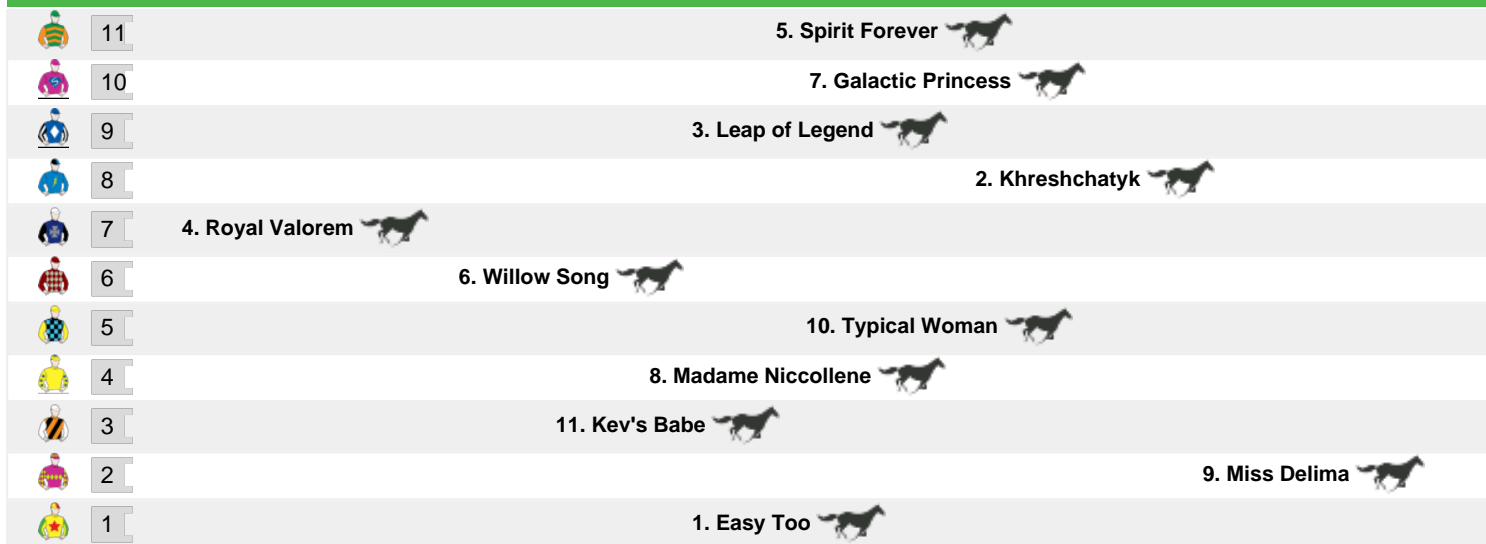 11 5. Spirit Forever
10 7. Galactic Princess
9 3. Leap of Legend
8 2. Khreshchatyk
7 4. Royal Valorem
6 6. Willow Song
5 10. Typical Woman
4 8. Madame Niccollene
3 11. Kev's Babe
2 9. Miss Delima
1 1. Easy Too